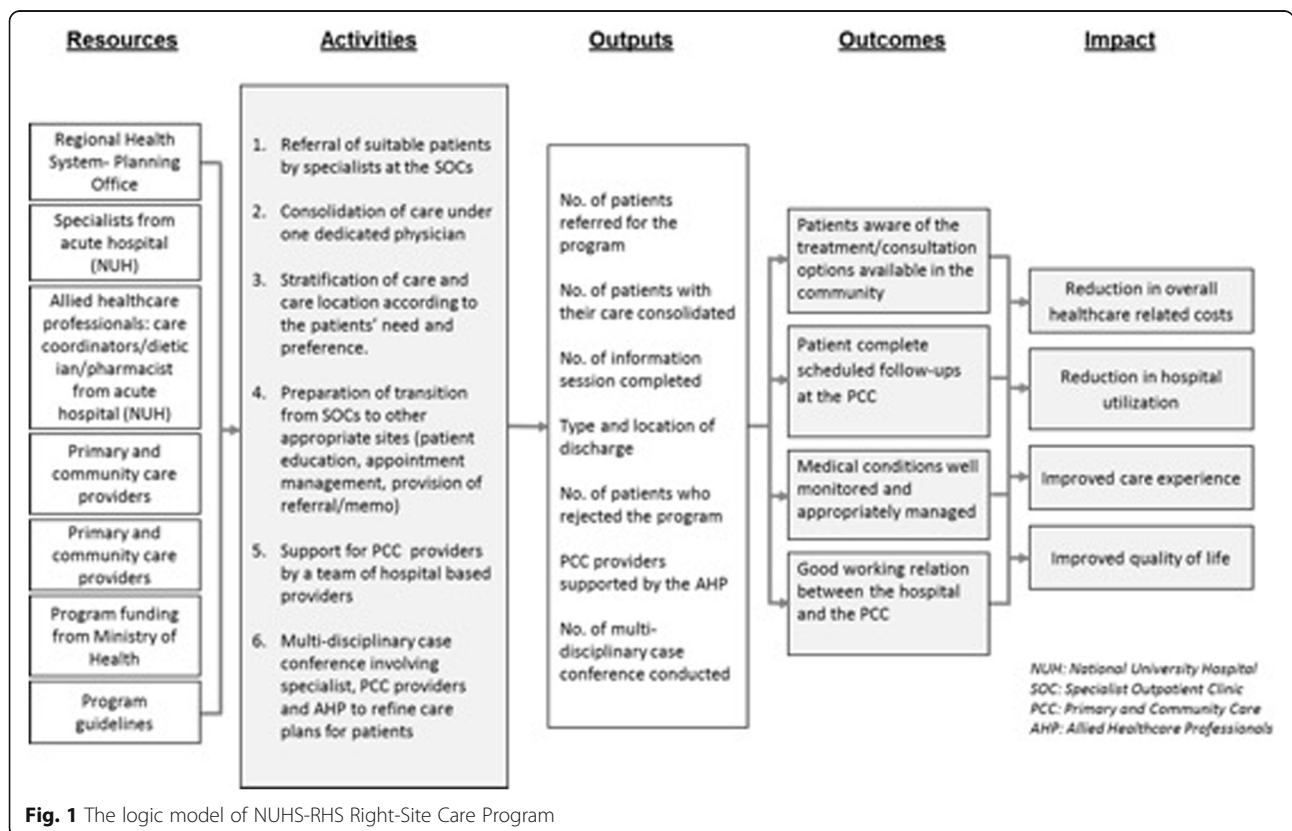 Resources
Activities
Outputs
Outcomes
Impact
Regional Health
System- Planning
Office
Specialists from
acute hospital
(NUH)
Allied healthcare
professionals: care
coordinators/dietic
ian/pharmacist
from acute
hospital (NUH)
Primary and
community care
providers
Primary and
community care
providers
Program funding
from Ministry of
Health
Program
guidelines
1. Referral of suitable patients
by specialists at the SOCs
2. Consolidation of care under
one dedicated physician
3. Stratification of care and
care location according to
the patients' need and
preference.
4. Preparation of transition
from SOCs to other
appropriate sites (patient
education, appointment
management, provision of
referral/memo)
5. Support for PCC providers
by a team of hospital based
providers
6. Multi-disciplinary case
conference involving
specialist, PCC providers
and AHP to refine care
plans for patients
No. of patients
referred for the
program
No. of patients with
their care consolidated
No. of information
session completed
Type and location of
discharge
No. of patients who
rejected the program
PCC providers
supported by the AHP
No. of multi-
disciplinary case
conference conducted
Patients aware of the
treatment/consultation
options available in the
community
Patient complete
scheduled follow-ups
at the PCC
Medical conditions well
monitored and
appropriately managed
Good working relation
between the hospital
and the PCC
Reduction in overall
healthcare related costs
Reduction in hospital
utilization
Improved care experience
Improved quality of life
NUH: National University Hospital
SOC: Specialist Outpatient Clinic
PCC: Primary and Community Care
AHP: Allied Healthcare Professionals
Fig. 1 The logic model of NUHS-RHS Right-Site Care Program